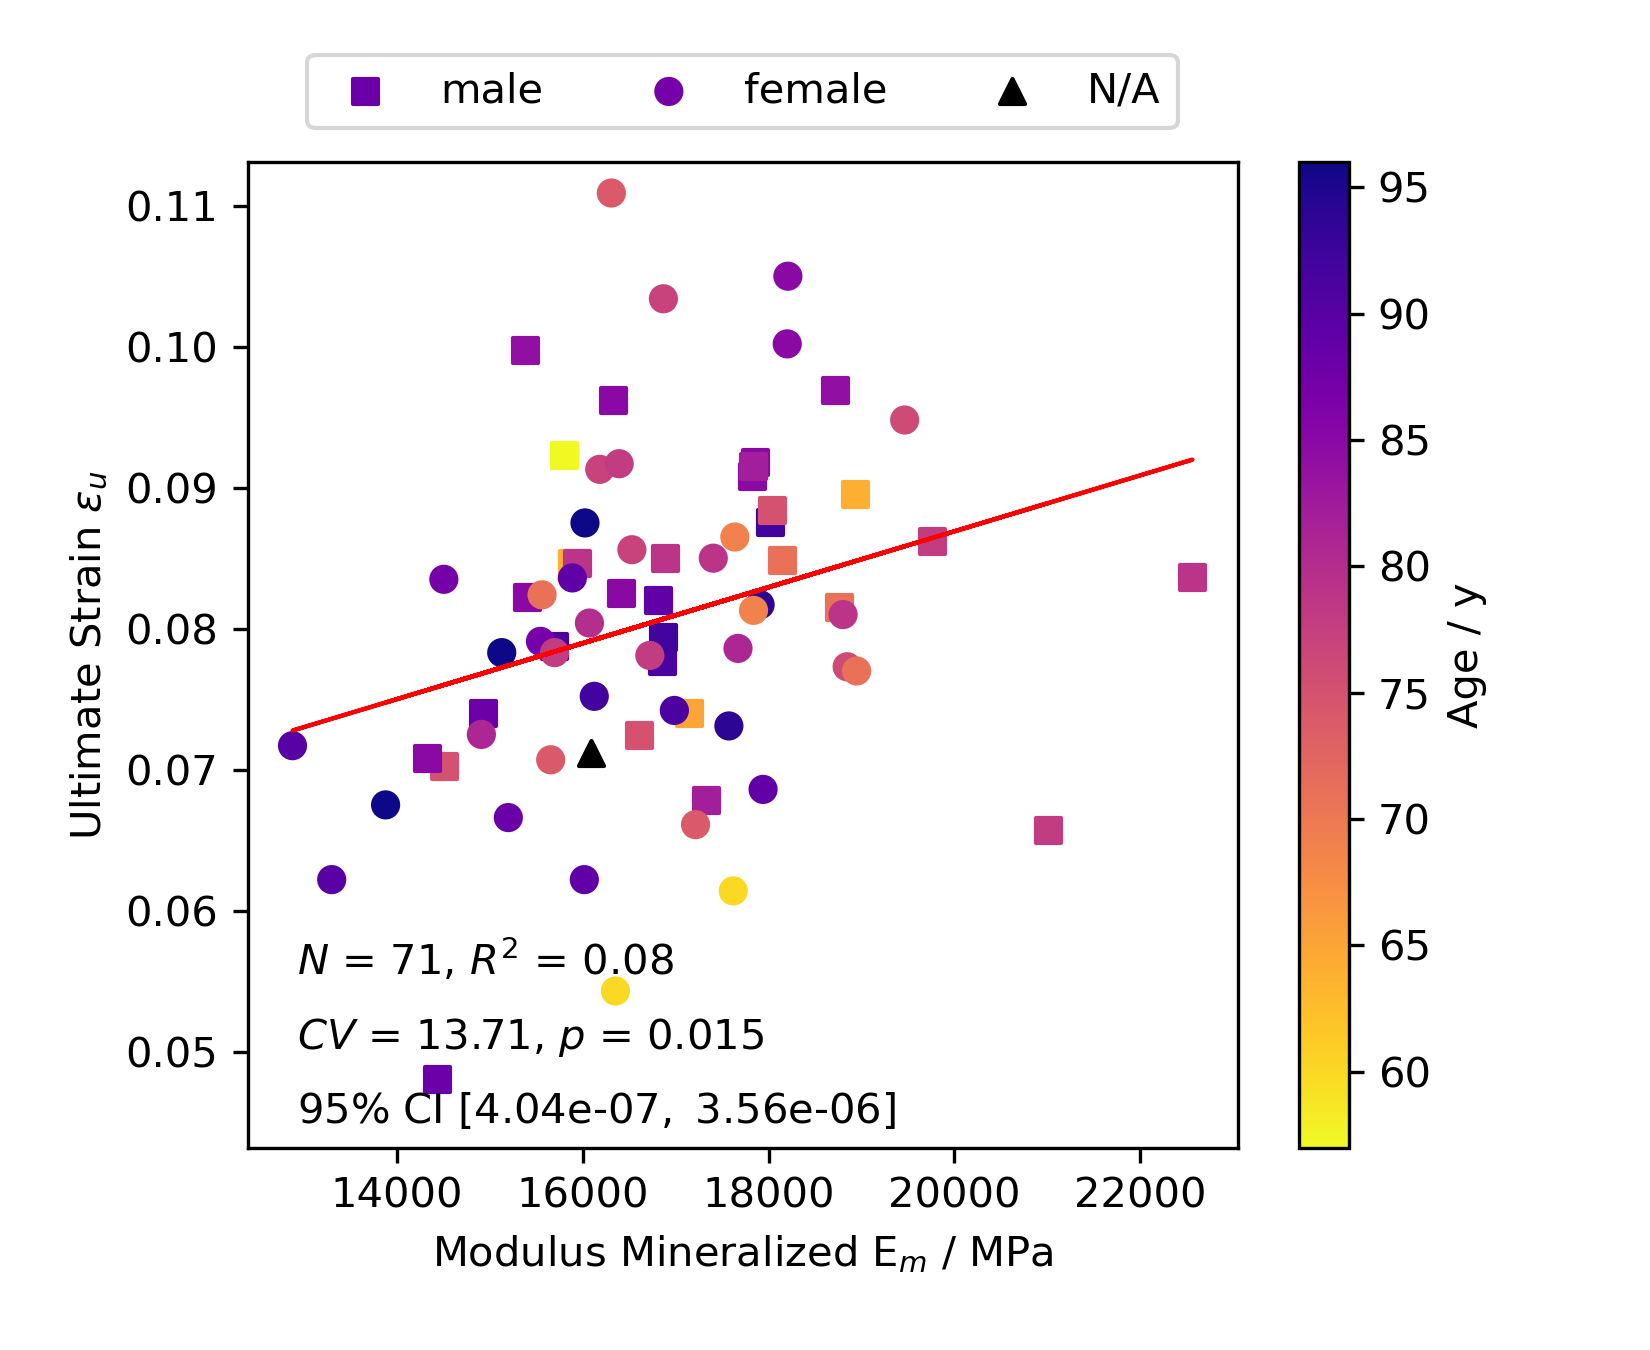 male female N/A
0.11
0.10
0.09
0.08
0.07
0.06
0.05
Ultimate Strain εu
N = 71, R2 = 0.08
CV = 13.71, p = 0.015
95% CI [4.04e-07, 3.56e-06]
14000 16000 18000 20000 22000
Modulus Mineralized Em / MPa
95
90
85
80
75
70
65
60
Age / y